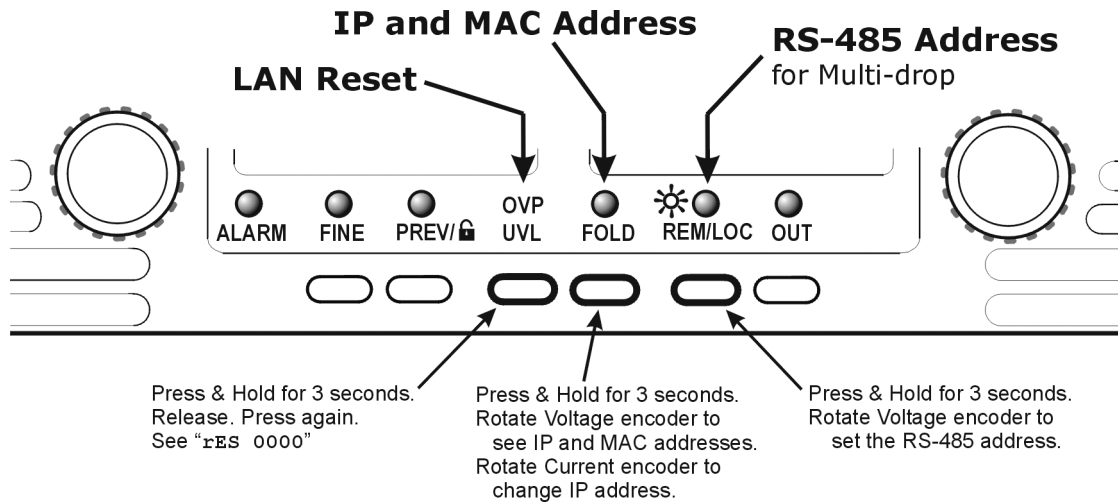 IP and MAC Address
RS-485 Address
for Multi-drop
LAN Reset
OVP
ALARM FINE PREV/ UVL FOLD REM/LOC OUT
Press & Hold for 3 seconds.
Release. Press again.
See “rES 0000”
Press & Hold for 3 seconds.
Rotate Voltage encoder to
see IP and MAC addresses.
Rotate Current encoder to
change IP address.
Press & Hold for 3 seconds.
Rotate Voltage encoder to
set the RS-485 address.